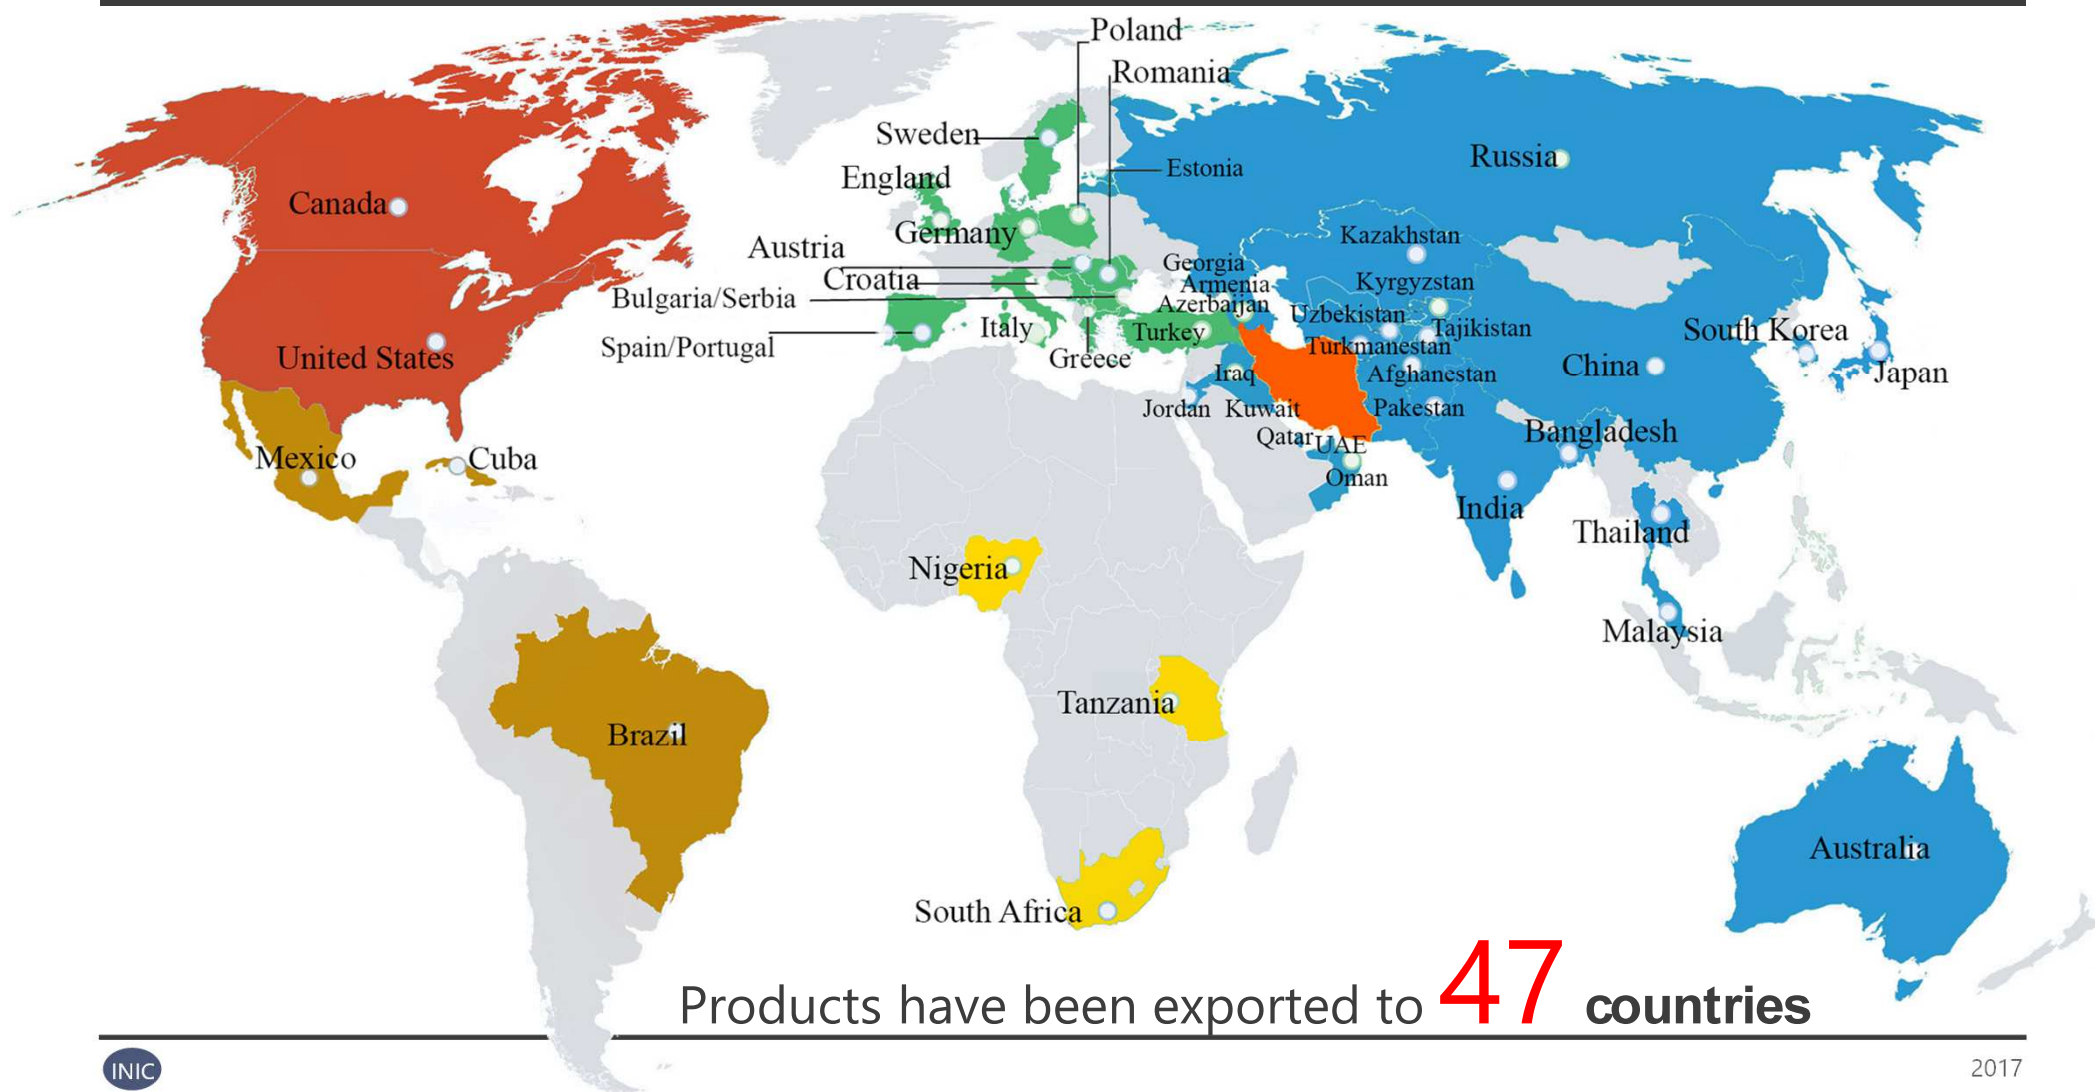 Poland
Romania
Sweden
Estonia
England
Russia
Canada
Germany
Kazakhstan
Austria
Georgia
Croatia
Kyrgyzstan
Armenia
Bulgaria/Serbia
Azerbaijan
Uzbekistan
Italy
Turkey
Tajikistan
South Korea
Spain/Portugal
Turkmanestan
United States
Greece
China
Iraq
Afghanestan
Japan
Jordan
Kuwait
Pakestan
Qatar
UAE
Bangladesh
Mexico
Cuba
Oman
India
Thailand
Nigeria
Malaysia
Tanzania
Brazil
Australia
South Africa
Products have been exported to 47 countries
INIC
2017